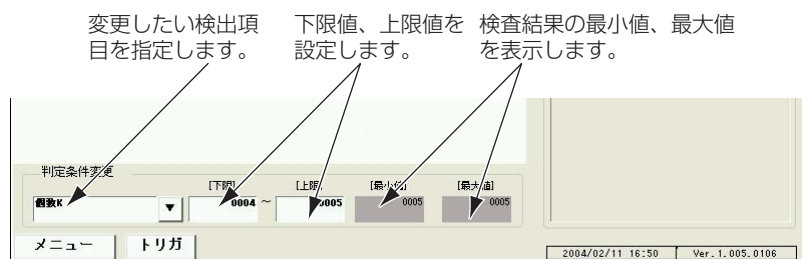 変更したい検出項
目を指定します。
下限値、上限値を
設定します。
検査結果の最小値、最大値
を表示します。
判定条件変更
[下限] [上限] [最小値] [最大値]
個数K 0004 ~ 0005 0005 0005
メニュー トリガ
2004/02/11 16:50 Ver.1.005.0106